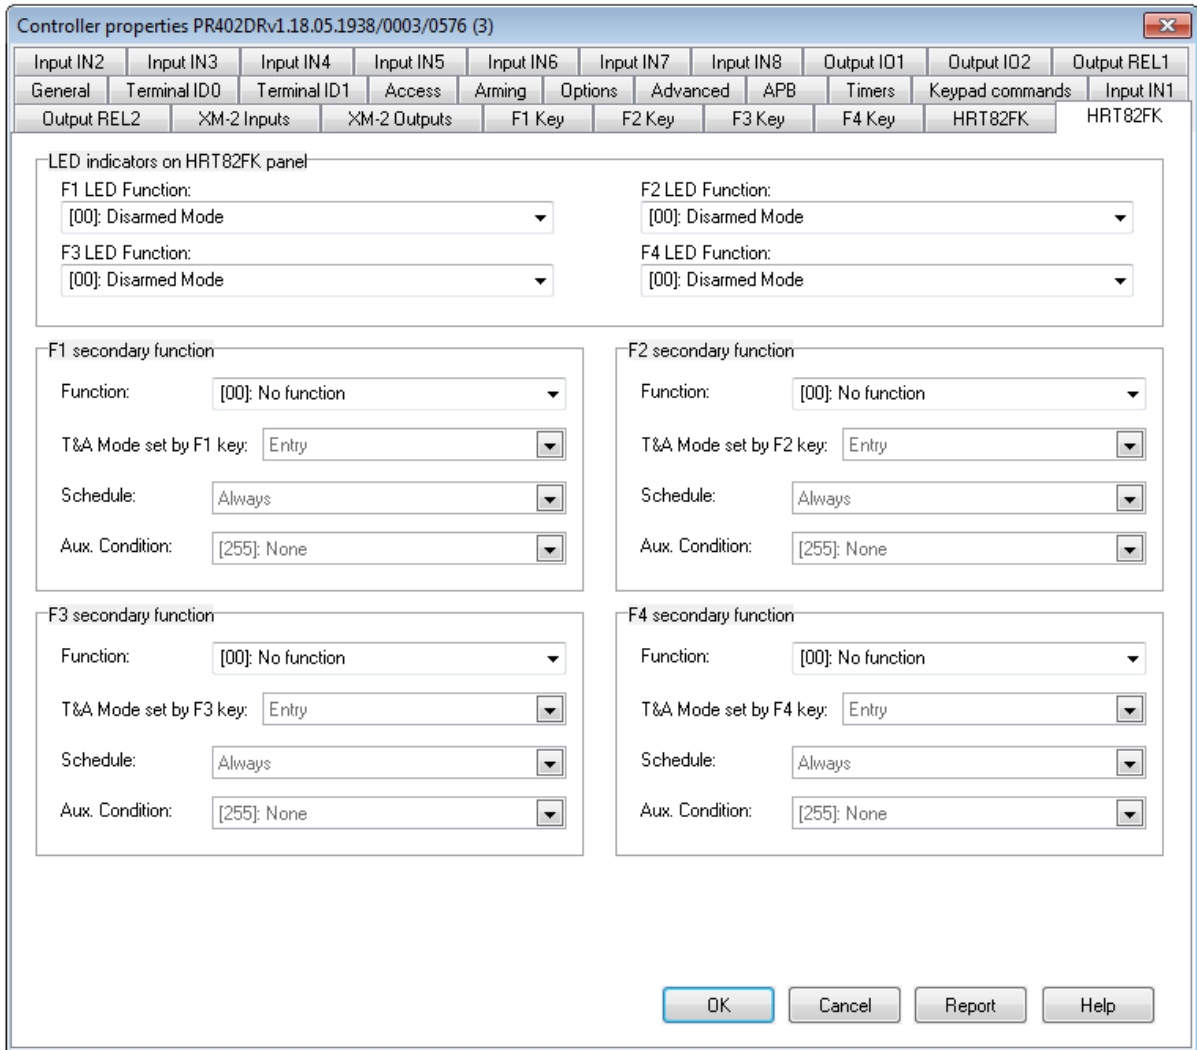 Controller properties PR402DRv1.18.05.1938/0003/0576 (3)
Input IN2 Input IN3 Input IN4 Input IN5 Input IN6 Input IN7 Input IN8 Output IO1 Output IO2 Output REL1
General Terminal ID0 Terminal ID1 Access Arming Options Advanced APB Timers Keypad commands Input IN1
Output REL2 XM-2 Inputs XM-2 Outputs F1 Key F2 Key F3 Key F4 Key HRT82FK HRT82FK
LED indicators on HRT82FK panel
F1 LED Function: F2 LED Function:
[00]: Disarmed Mode [00]: Disarmed Mode
F3 LED Function: F4 LED Function:
[00]: Disarmed Mode [00]: Disarmed Mode
F1 secondary function
Function: [00]: No function
T&A Mode set by F1 key: Entry
Schedule: Always
Aux. Condition: [255]: None
F2 secondary function
Function: [00]: No function
T&A Mode set by F2 key: Entry
Schedule: Always
Aux. Condition: [255]: None
F3 secondary function
Function: [00]: No function
T&A Mode set by F3 key: Entry
Schedule: Always
Aux. Condition: [255]: None
F4 secondary function
Function: [00]: No function
T&A Mode set by F4 key: Entry
Schedule: Always
Aux. Condition: [255]: None
OK Cancel Report Help